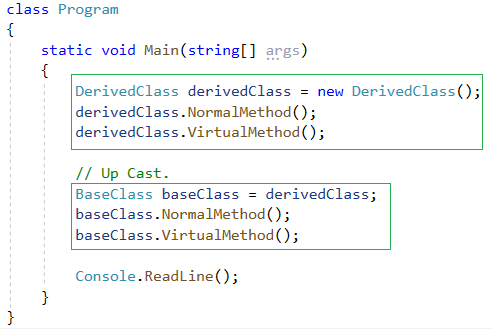 class Program
{
    static void Main(string[] args)
    {
        DerivedClass derivedClass = new DerivedClass();
        derivedClass.NormalMethod();
        derivedClass.VirtualMethod();

        // Up Cast.
        BaseClass baseClass = derivedClass;
        baseClass.NormalMethod();
        baseClass.VirtualMethod();

        Console.ReadLine();
    }
}